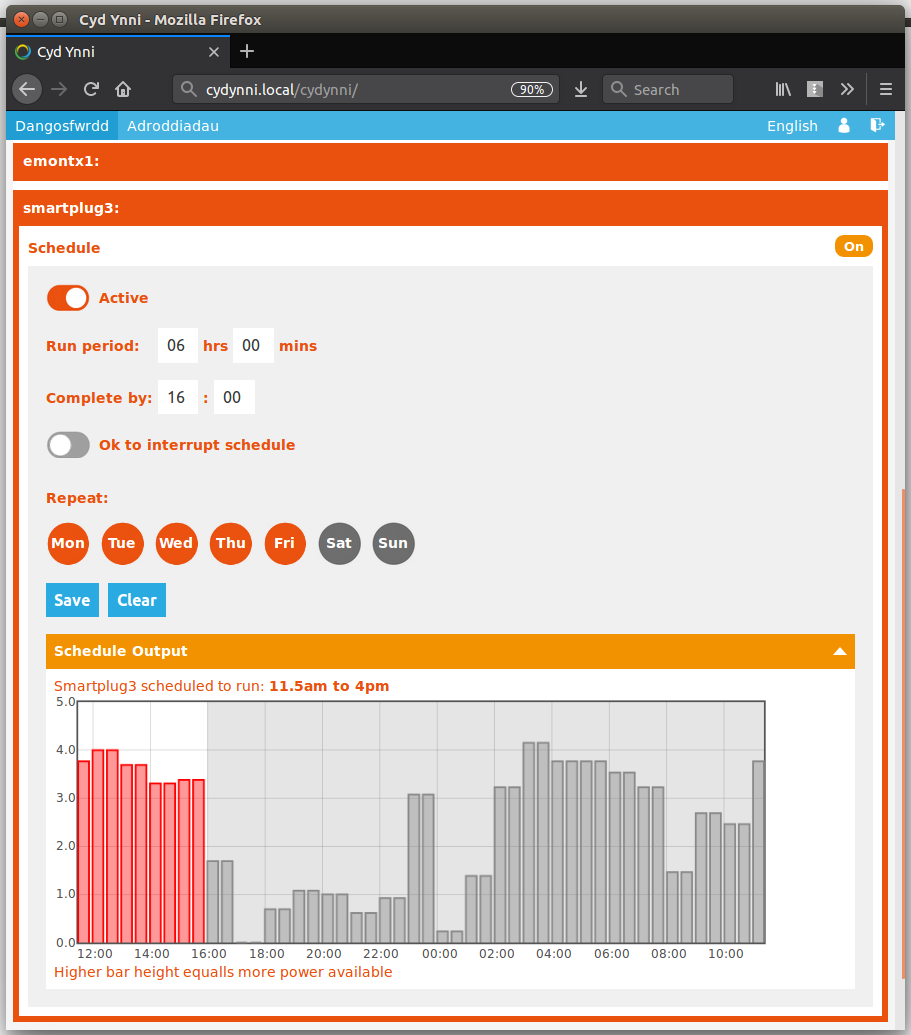 Cyd Ynni - Mozilla Firefox
Cyd Ynni
cydynni.local/cydynni/ 90% Search
Dangosfwrdd Adroddiadau English
emontx1:
smartplug3:
Schedule On
Active
Run period: 06 hrs 00 mins
Complete by: 16 : 00
Ok to interrupt schedule
Repeat:
Mon Tue Wed Thu Fri Sat Sun
Save Clear
Schedule Output
Smartplug3 scheduled to run: 11.5am to 4pm
5.0
4.0
3.0
2.0
1.0
0.0
12:00 14:00 16:00 18:00 20:00 22:00 00:00 02:00 04:00 06:00 08:00 10:00
Higher bar height equalls more power available